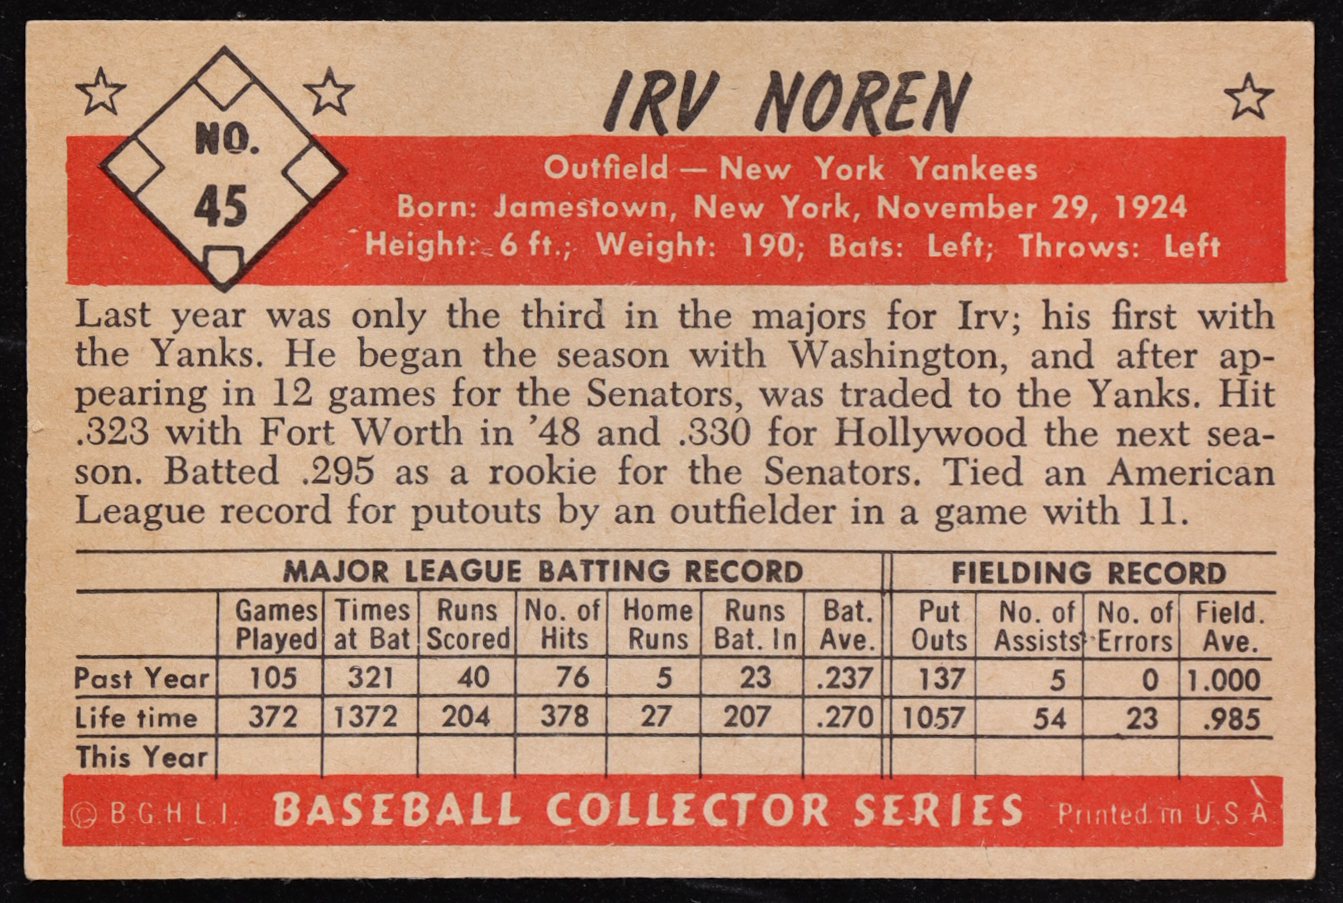 NO.
45
IRV NOREN
Outfield — New York Yankees
Born: Jamestown, New York, November 29, 1924
Height: 6 ft.; Weight: 190; Bats: Left; Throws: Left
Last year was only the third in the majors for Irv; his first with
the Yanks. He began the season with Washington, and after ap-
pearing in 12 games for the Senators, was traded to the Yanks. Hit
.323 with Fort Worth in '48 and .330 for Hollywood the next sea-
son. Batted .295 as a rookie for the Senators. Tied an American
League record for putouts by an outfielder in a game with 11.
MAJOR LEAGUE BATTING RECORD FIELDING RECORD
Games Times Runs No. of Home Runs Bat. Put No. of No. of Field.
Played at Bat Scored Hits Runs Bat. In Ave. Outs Assists Errors Ave.
Past Year 105 321 40 76 5 23 .237 137 5 0 1.000
Life time 372 1372 204 378 27 207 .270 1057 54 23 .985
This Year
© B.G.H.L.I. BASEBALL COLLECTOR SERIES Printed in U.S.A.